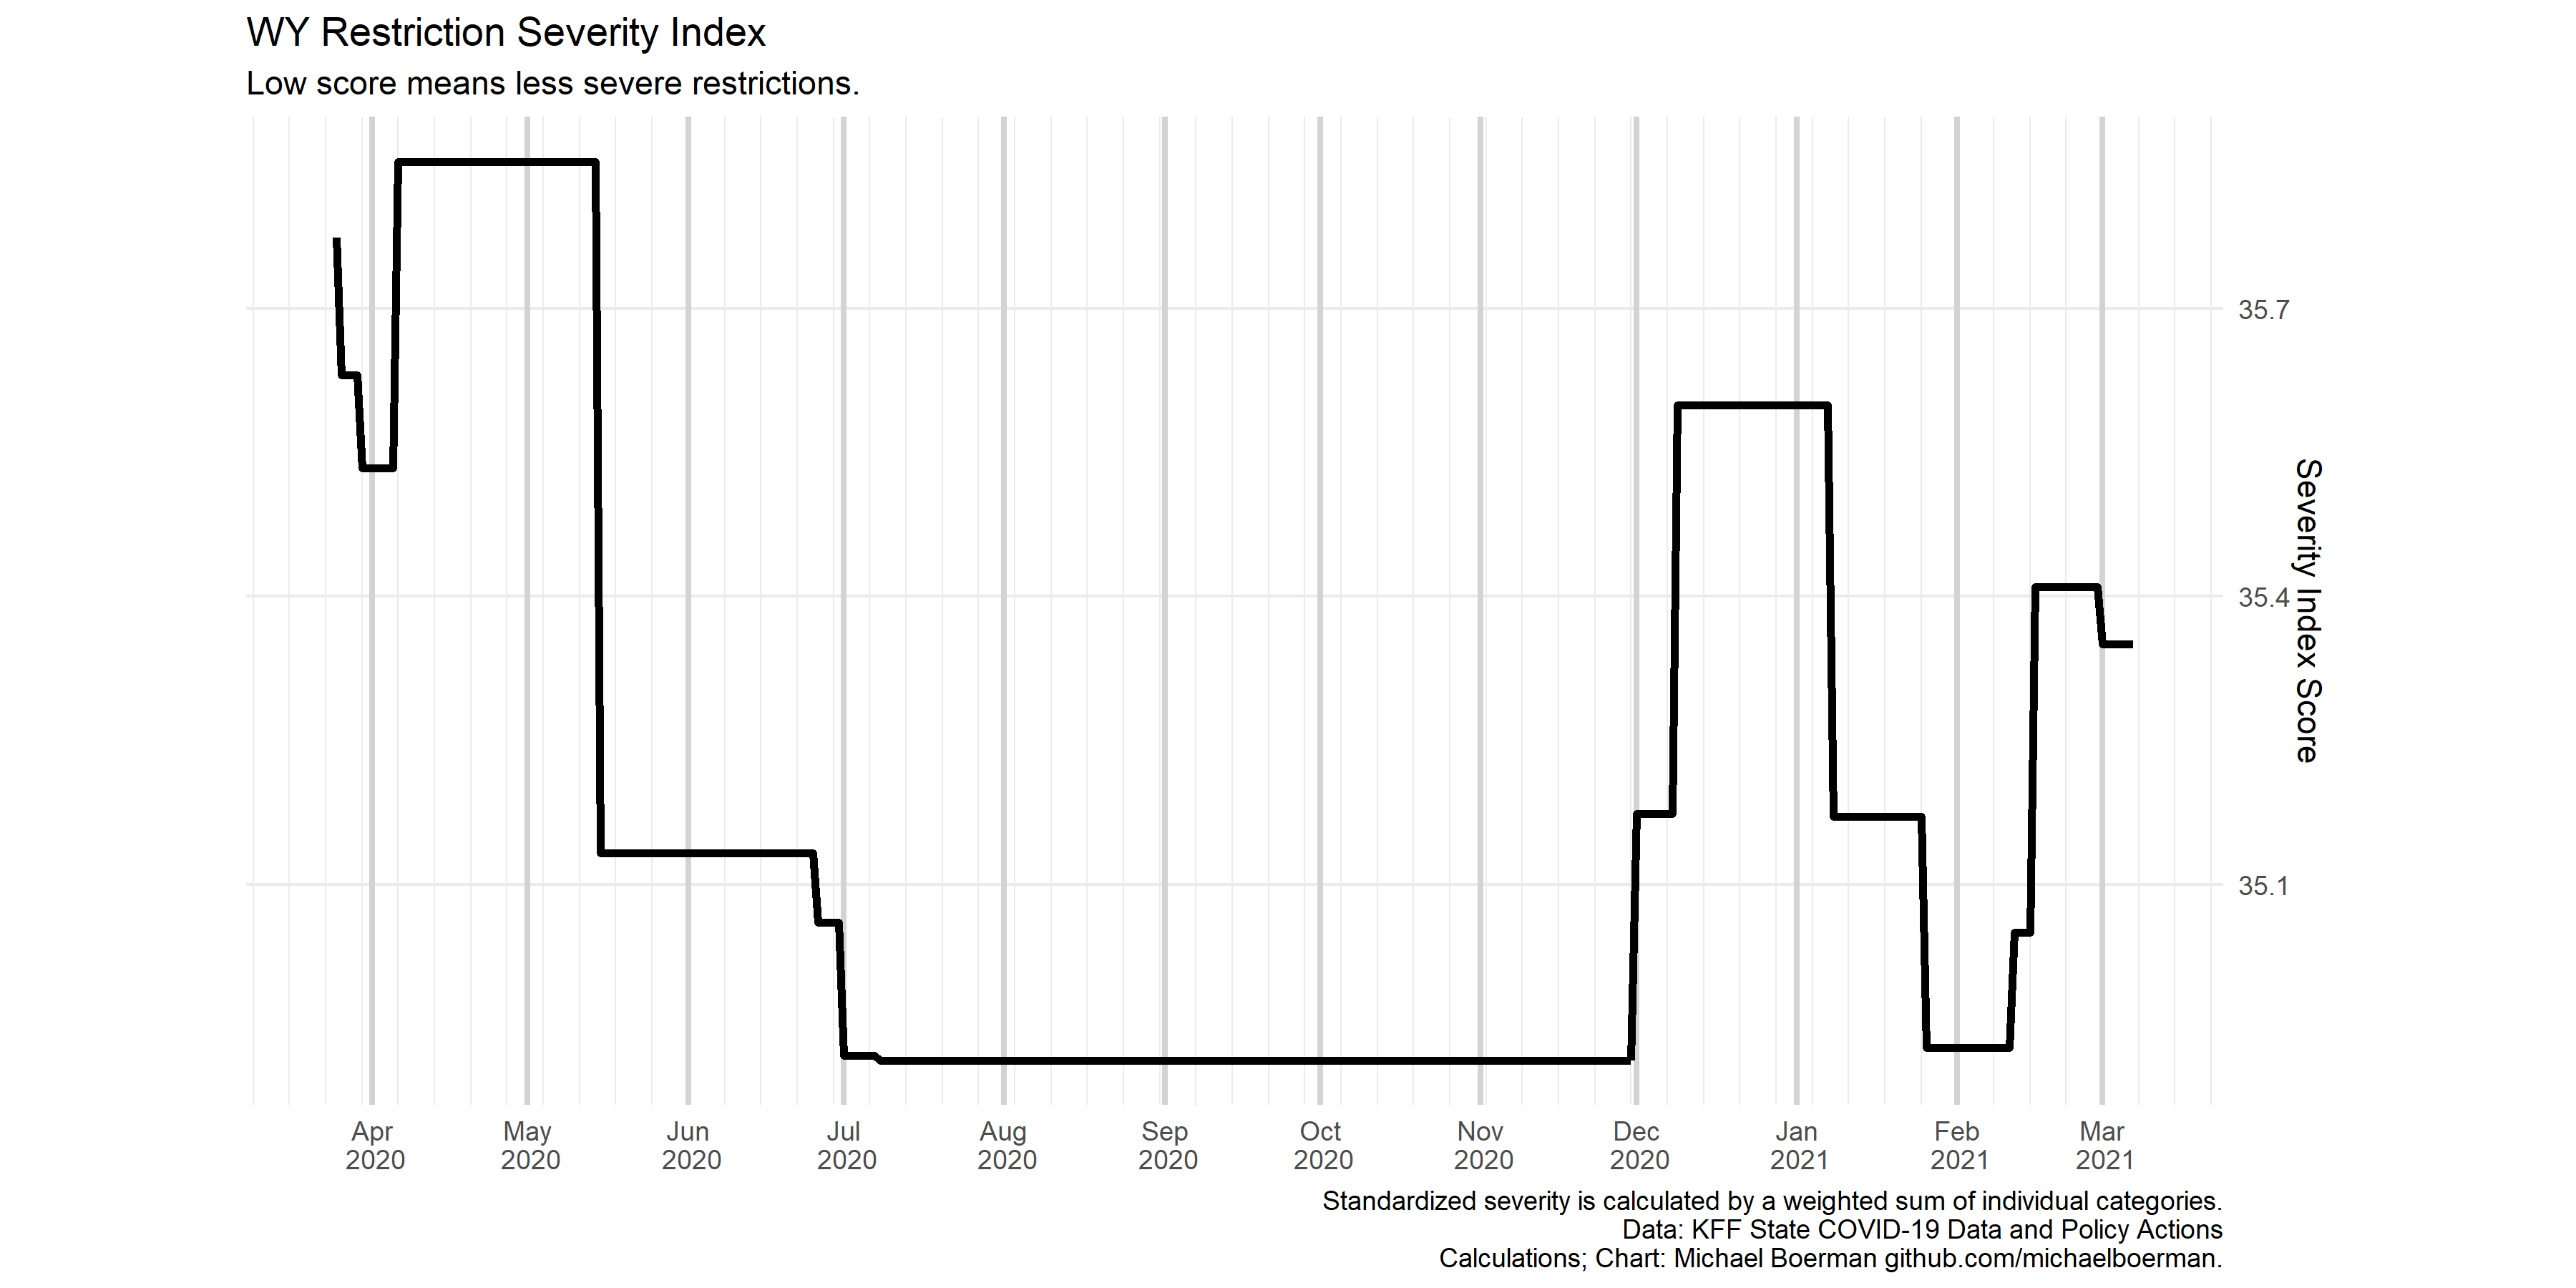 WY Restriction Severity Index
Low score means less severe restrictions.
35.7
35.4
35.1
Severity Index Score
Apr May Jun Jul Aug Sep Oct Nov Dec Jan Feb Mar
2020 2020 2020 2020 2020 2020 2020 2020 2020 2021 2021 2021
Standardized severity is calculated by a weighted sum of individual categories.
Data: KFF State COVID-19 Data and Policy Actions
Calculations; Chart: Michael Boerman github.com/michaelboerman.